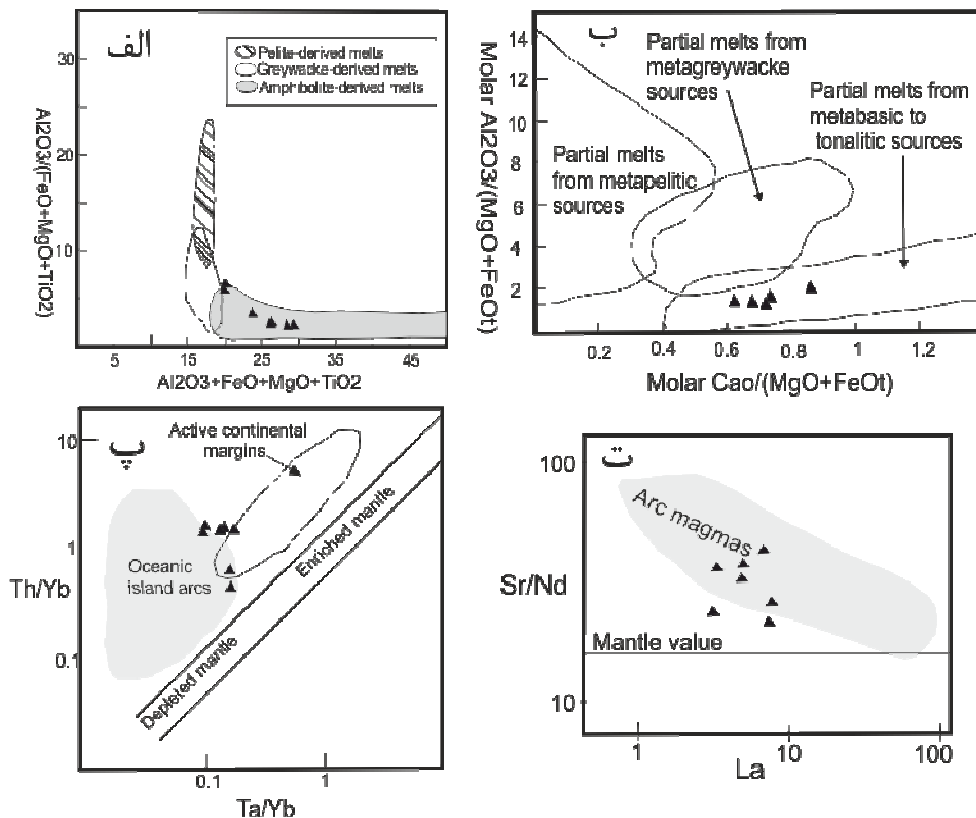 الف
Pelite-derived melts
Greywacke-derived melts
Amphibolite-derived melts
Al2O3/(FeO+MgO+TiO2)
30
20
10
5
15
25
35
45
Al2O3+FeO+MgO+TiO2
ب
Partial melts from
metagreywacke
sources
Partial melts from
metabasic to
tonalitic sources
Partial melts
from metapelitic
sources
Molar Al2O3/(MgO+FeOt)
14
12
10
8
6
4
2
0.2
0.4
0.6
0.8
1
1.2
Molar Cao/(MgO+FeOt)
پ
Active continental
margins
Oceanic
island arcs
Enriched mantle
Depleted mantle
Th/Yb
10
1
0.1
0.1
1
Ta/Yb
ت
Arc magmas
Mantle value
Sr/Nd
100
10
1
10
100
La